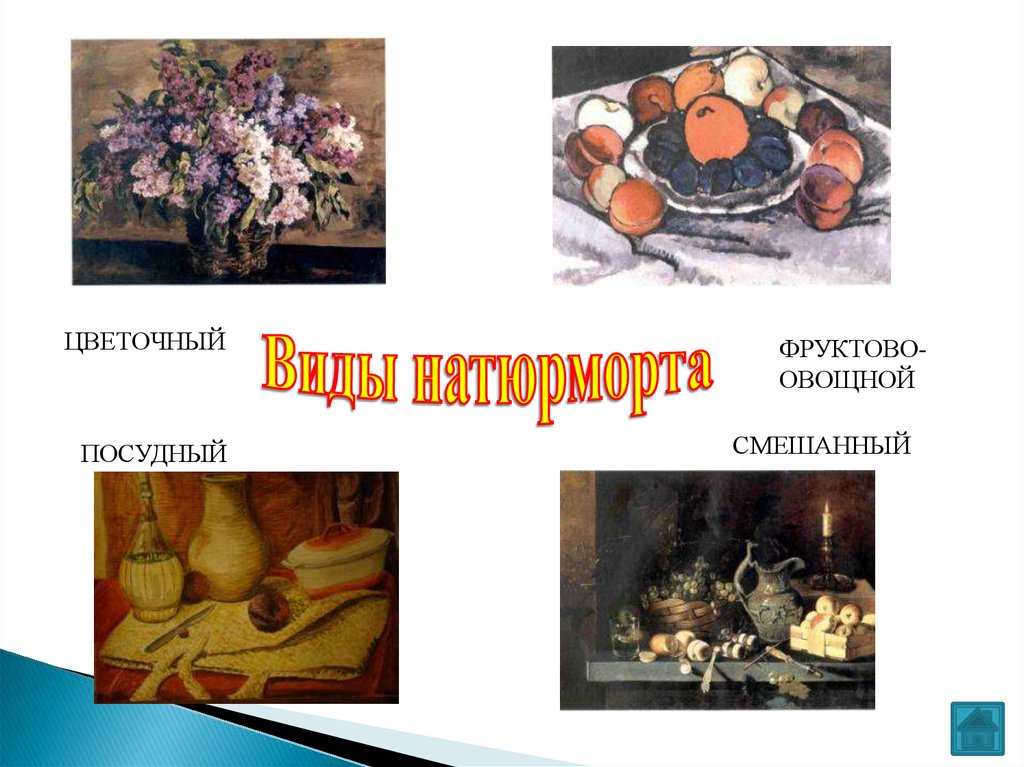 ЦВЕТОЧНЫЙ
Виды натюрморта
ФРУКТОВО-
ОВОЩНОЙ
ПОСУДНЫЙ
СМЕШАННЫЙ